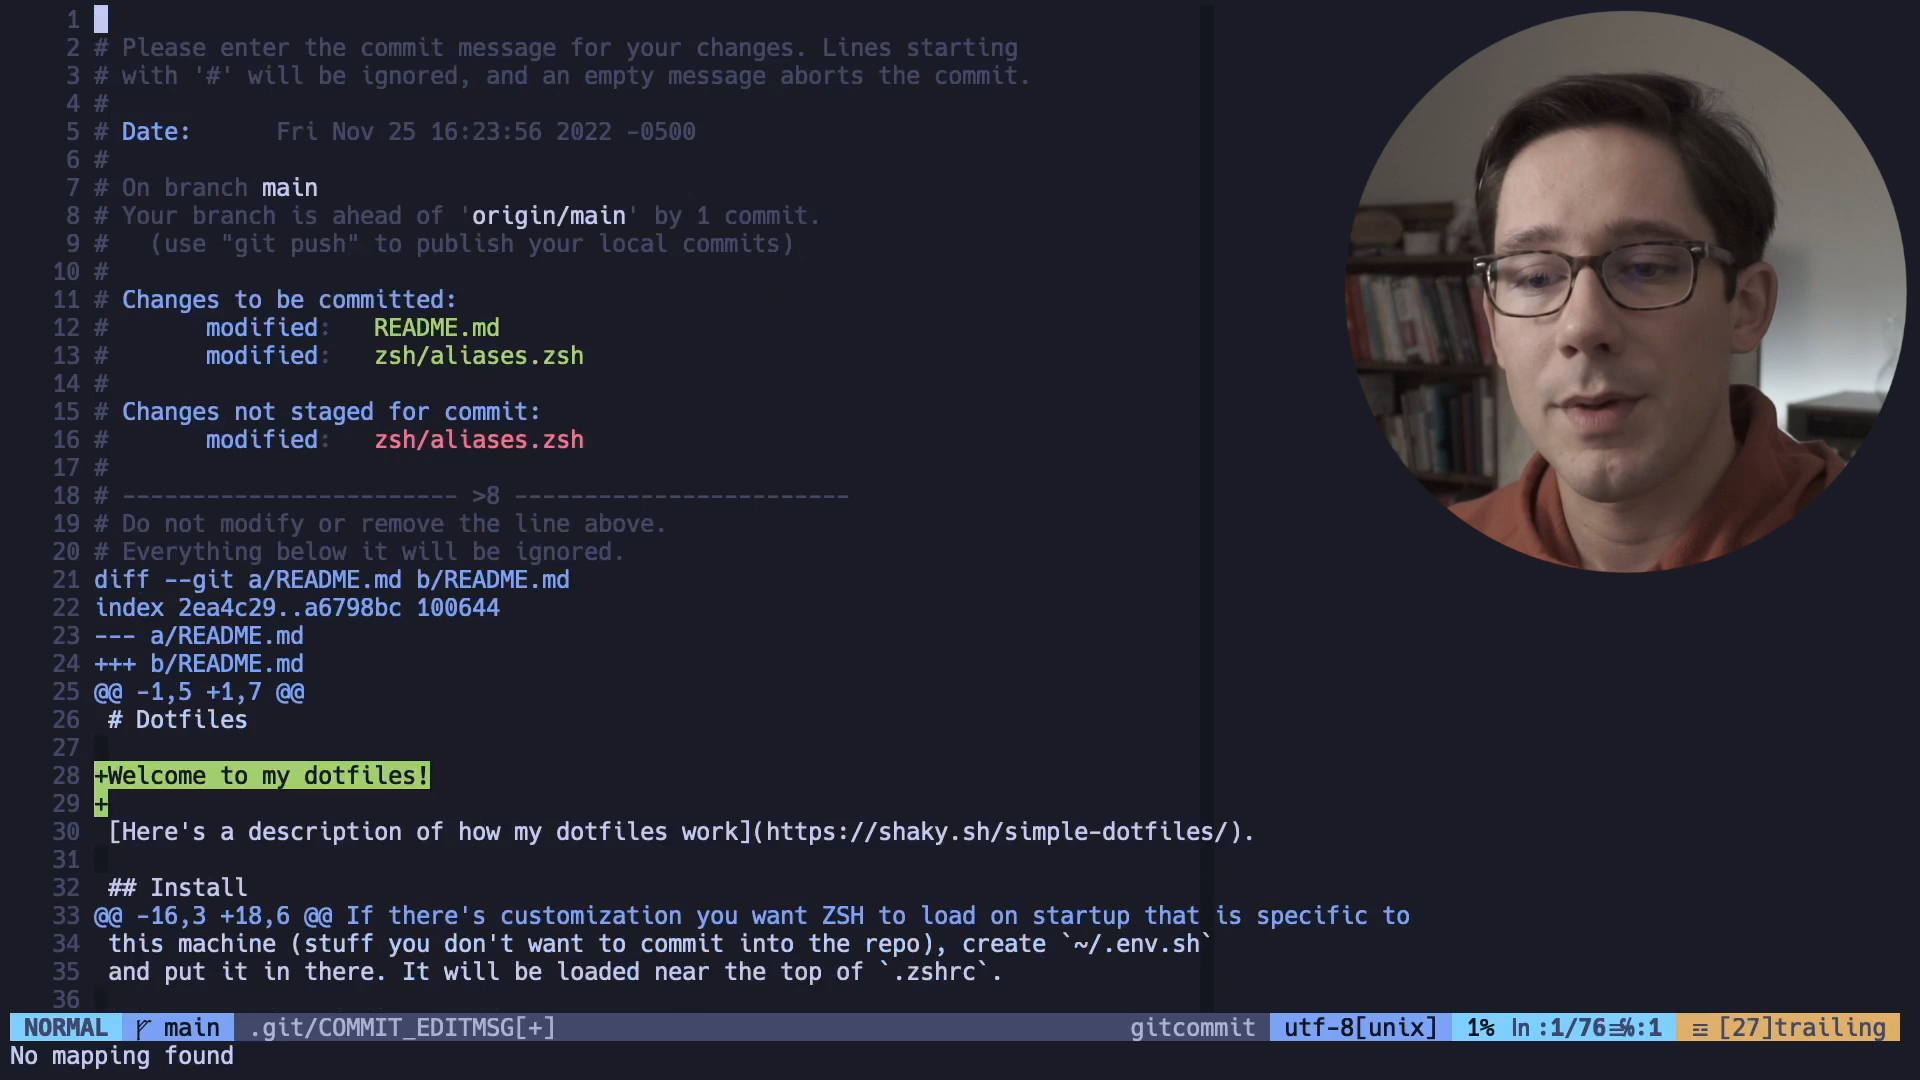 1
2 # Please enter the commit message for your changes. Lines starting
3 # with '#' will be ignored, and an empty message aborts the commit.
4 #
5 # Date:      Fri Nov 25 16:23:56 2022 -0500
6 #
7 # On branch main
8 # Your branch is ahead of 'origin/main' by 1 commit.
9 #   (use "git push" to publish your local commits)
10 #
11 # Changes to be committed:
12 #       modified:   README.md
13 #       modified:   zsh/aliases.zsh
14 #
15 # Changes not staged for commit:
16 #       modified:   zsh/aliases.zsh
17 #
18 # ------------------------ >8 ------------------------
19 # Do not modify or remove the line above.
20 # Everything below it will be ignored.
21 diff --git a/README.md b/README.md
22 index 2ea4c29..a6798bc 100644
23 --- a/README.md
24 +++ b/README.md
25 @@ -1,5 +1,7 @@
26  # Dotfiles
27
28 +Welcome to my dotfiles!
29 +
30  [Here's a description of how my dotfiles work](https://shaky.sh/simple-dotfiles/).
31
32  ## Install
33 @@ -16,3 +18,6 @@ If there's customization you want ZSH to load on startup that is specific to
34  this machine (stuff you don't want to commit into the repo), create `~/.env.sh`
35  and put it in there. It will be loaded near the top of `.zshrc`.
36
NORMAL main .git/COMMIT_EDITMSG[+] gitcommit utf-8[unix] 1% ln :1/76 :1 [27]trailing
No mapping found